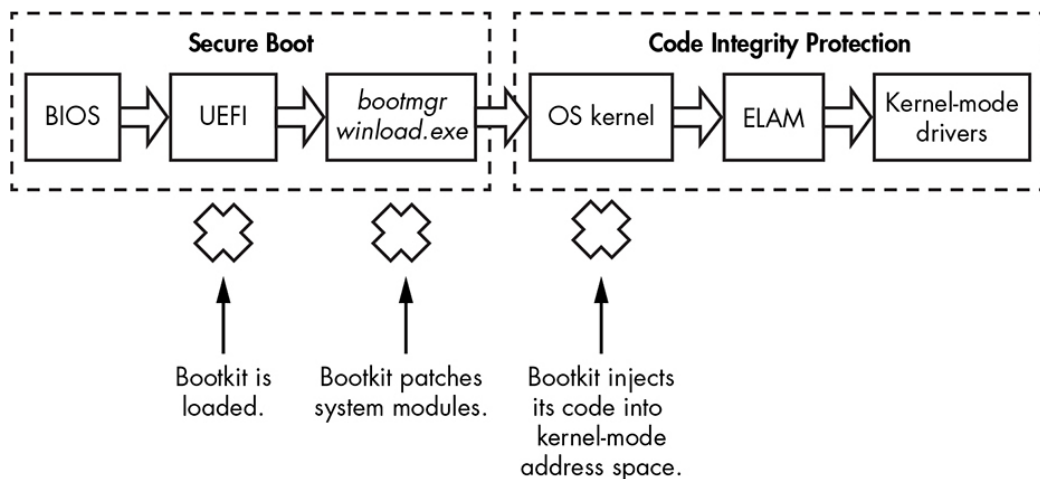 Secure Boot
Code Integrity Protection
BIOS
UEFI
bootmgr
winload.exe
OS kernel
ELAM
Kernel-mode
drivers
Bootkit is
loaded.
Bootkit patches
system modules.
Bootkit injects
its code into
kernel-mode
address space.